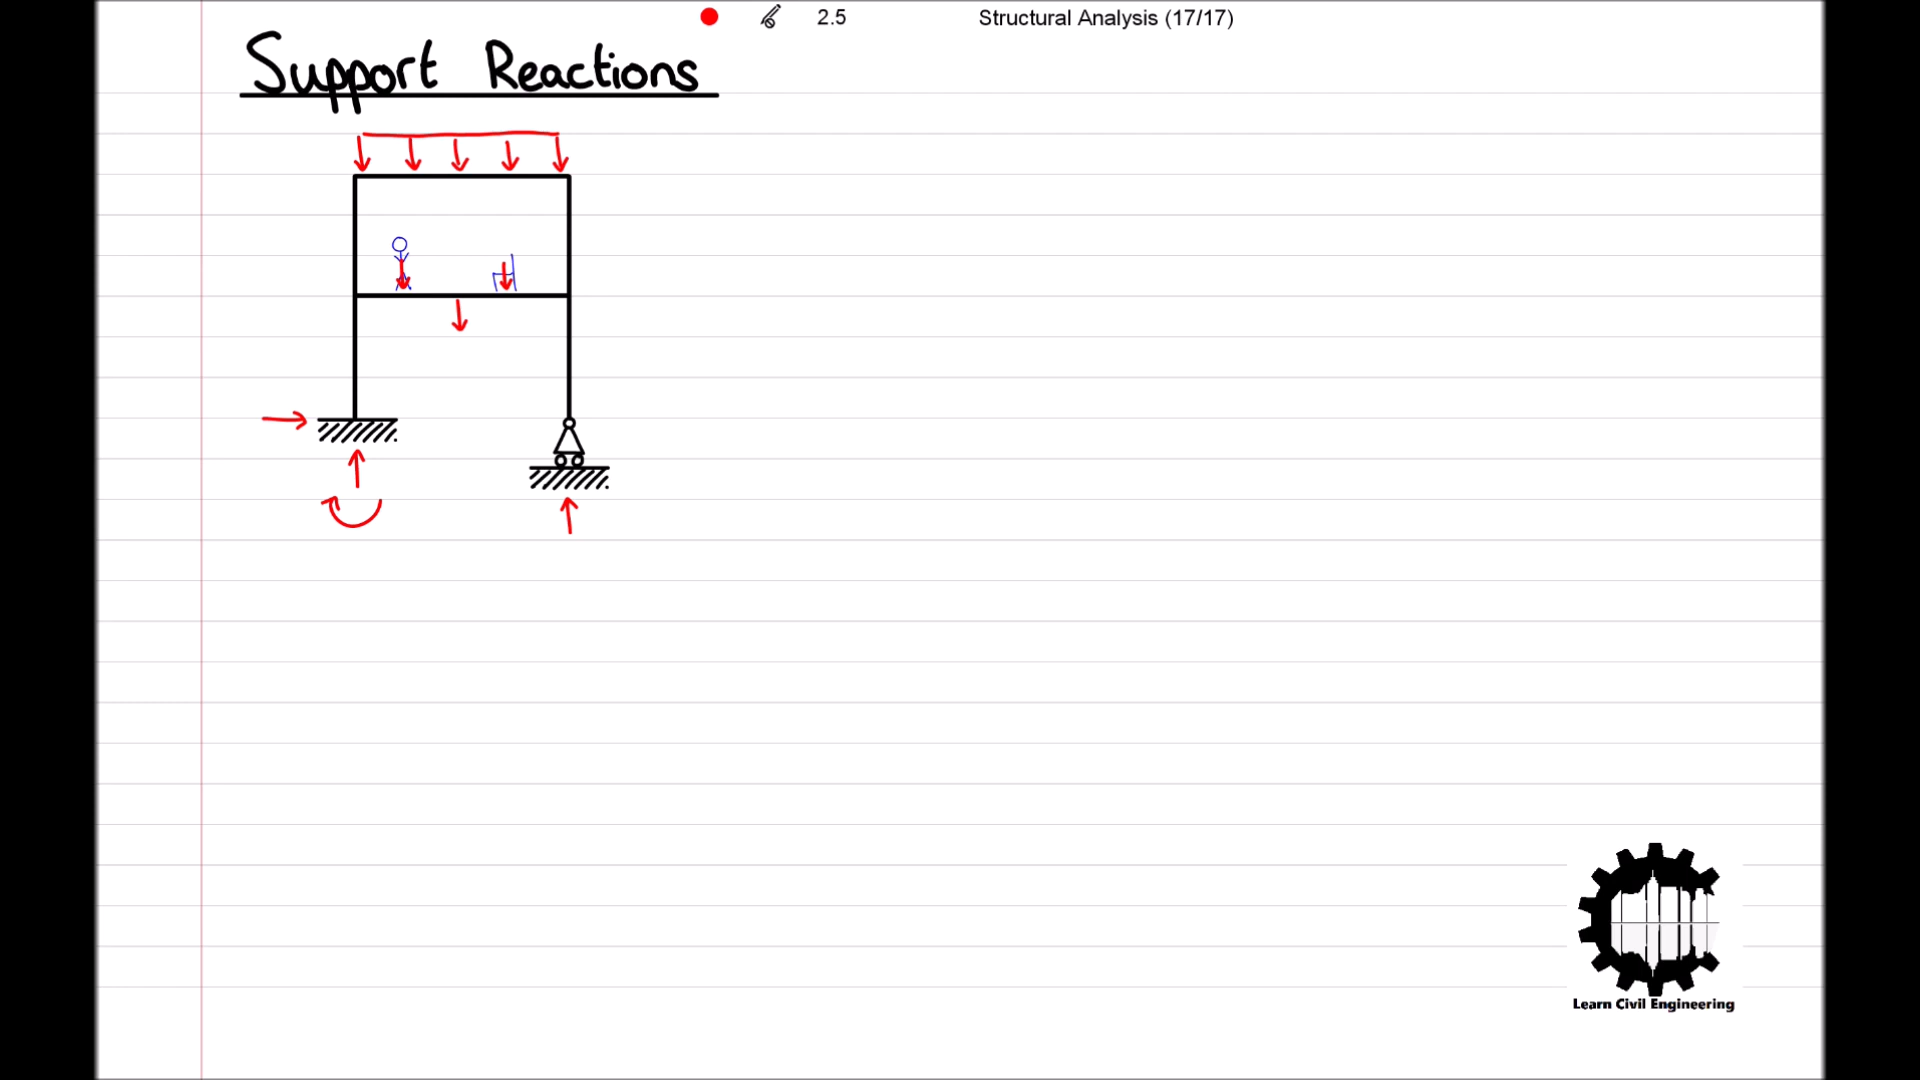 2.5 Structural Analysis (17/17)
Support Reactions
Learn Civil Engineering